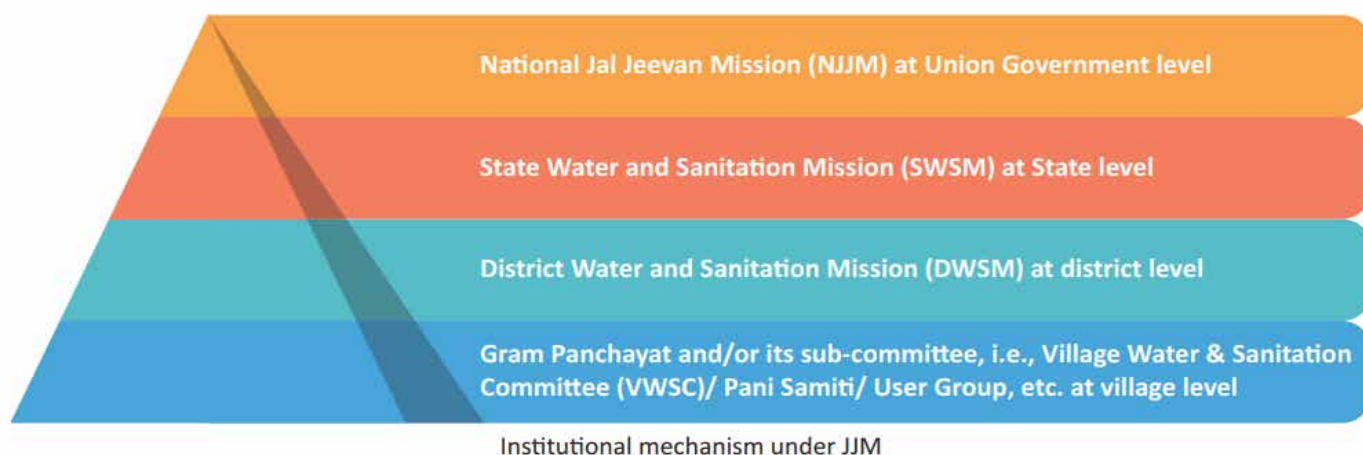 National Jal Jeevan Mission (NJJM) at Union Government level
State Water and Sanitation Mission (SWSM) at State level
District Water and Sanitation Mission (DWSM) at district level
Gram Panchayat and/or its sub-committee, i.e., Village Water & Sanitation
Committee (VWSC)/ Pani Samiti/ User Group, etc. at village level
Institutional mechanism under JJM